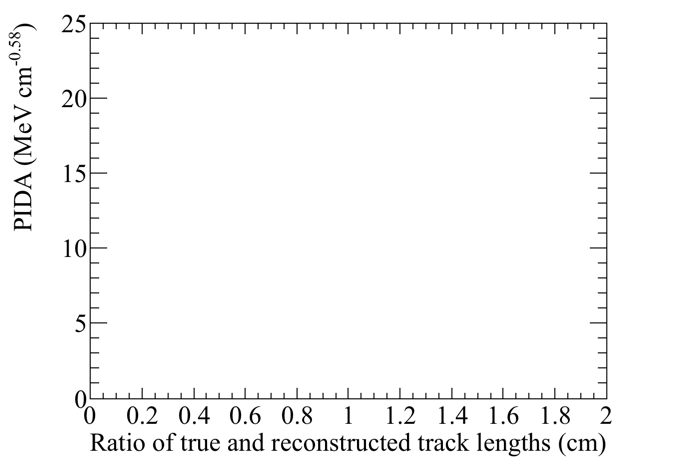 PIDA (MeV cm-0.58)
25
20
15
10
5
0
0 0.2 0.4 0.6 0.8 1 1.2 1.4 1.6 1.8 2
Ratio of true and reconstructed track lengths (cm)